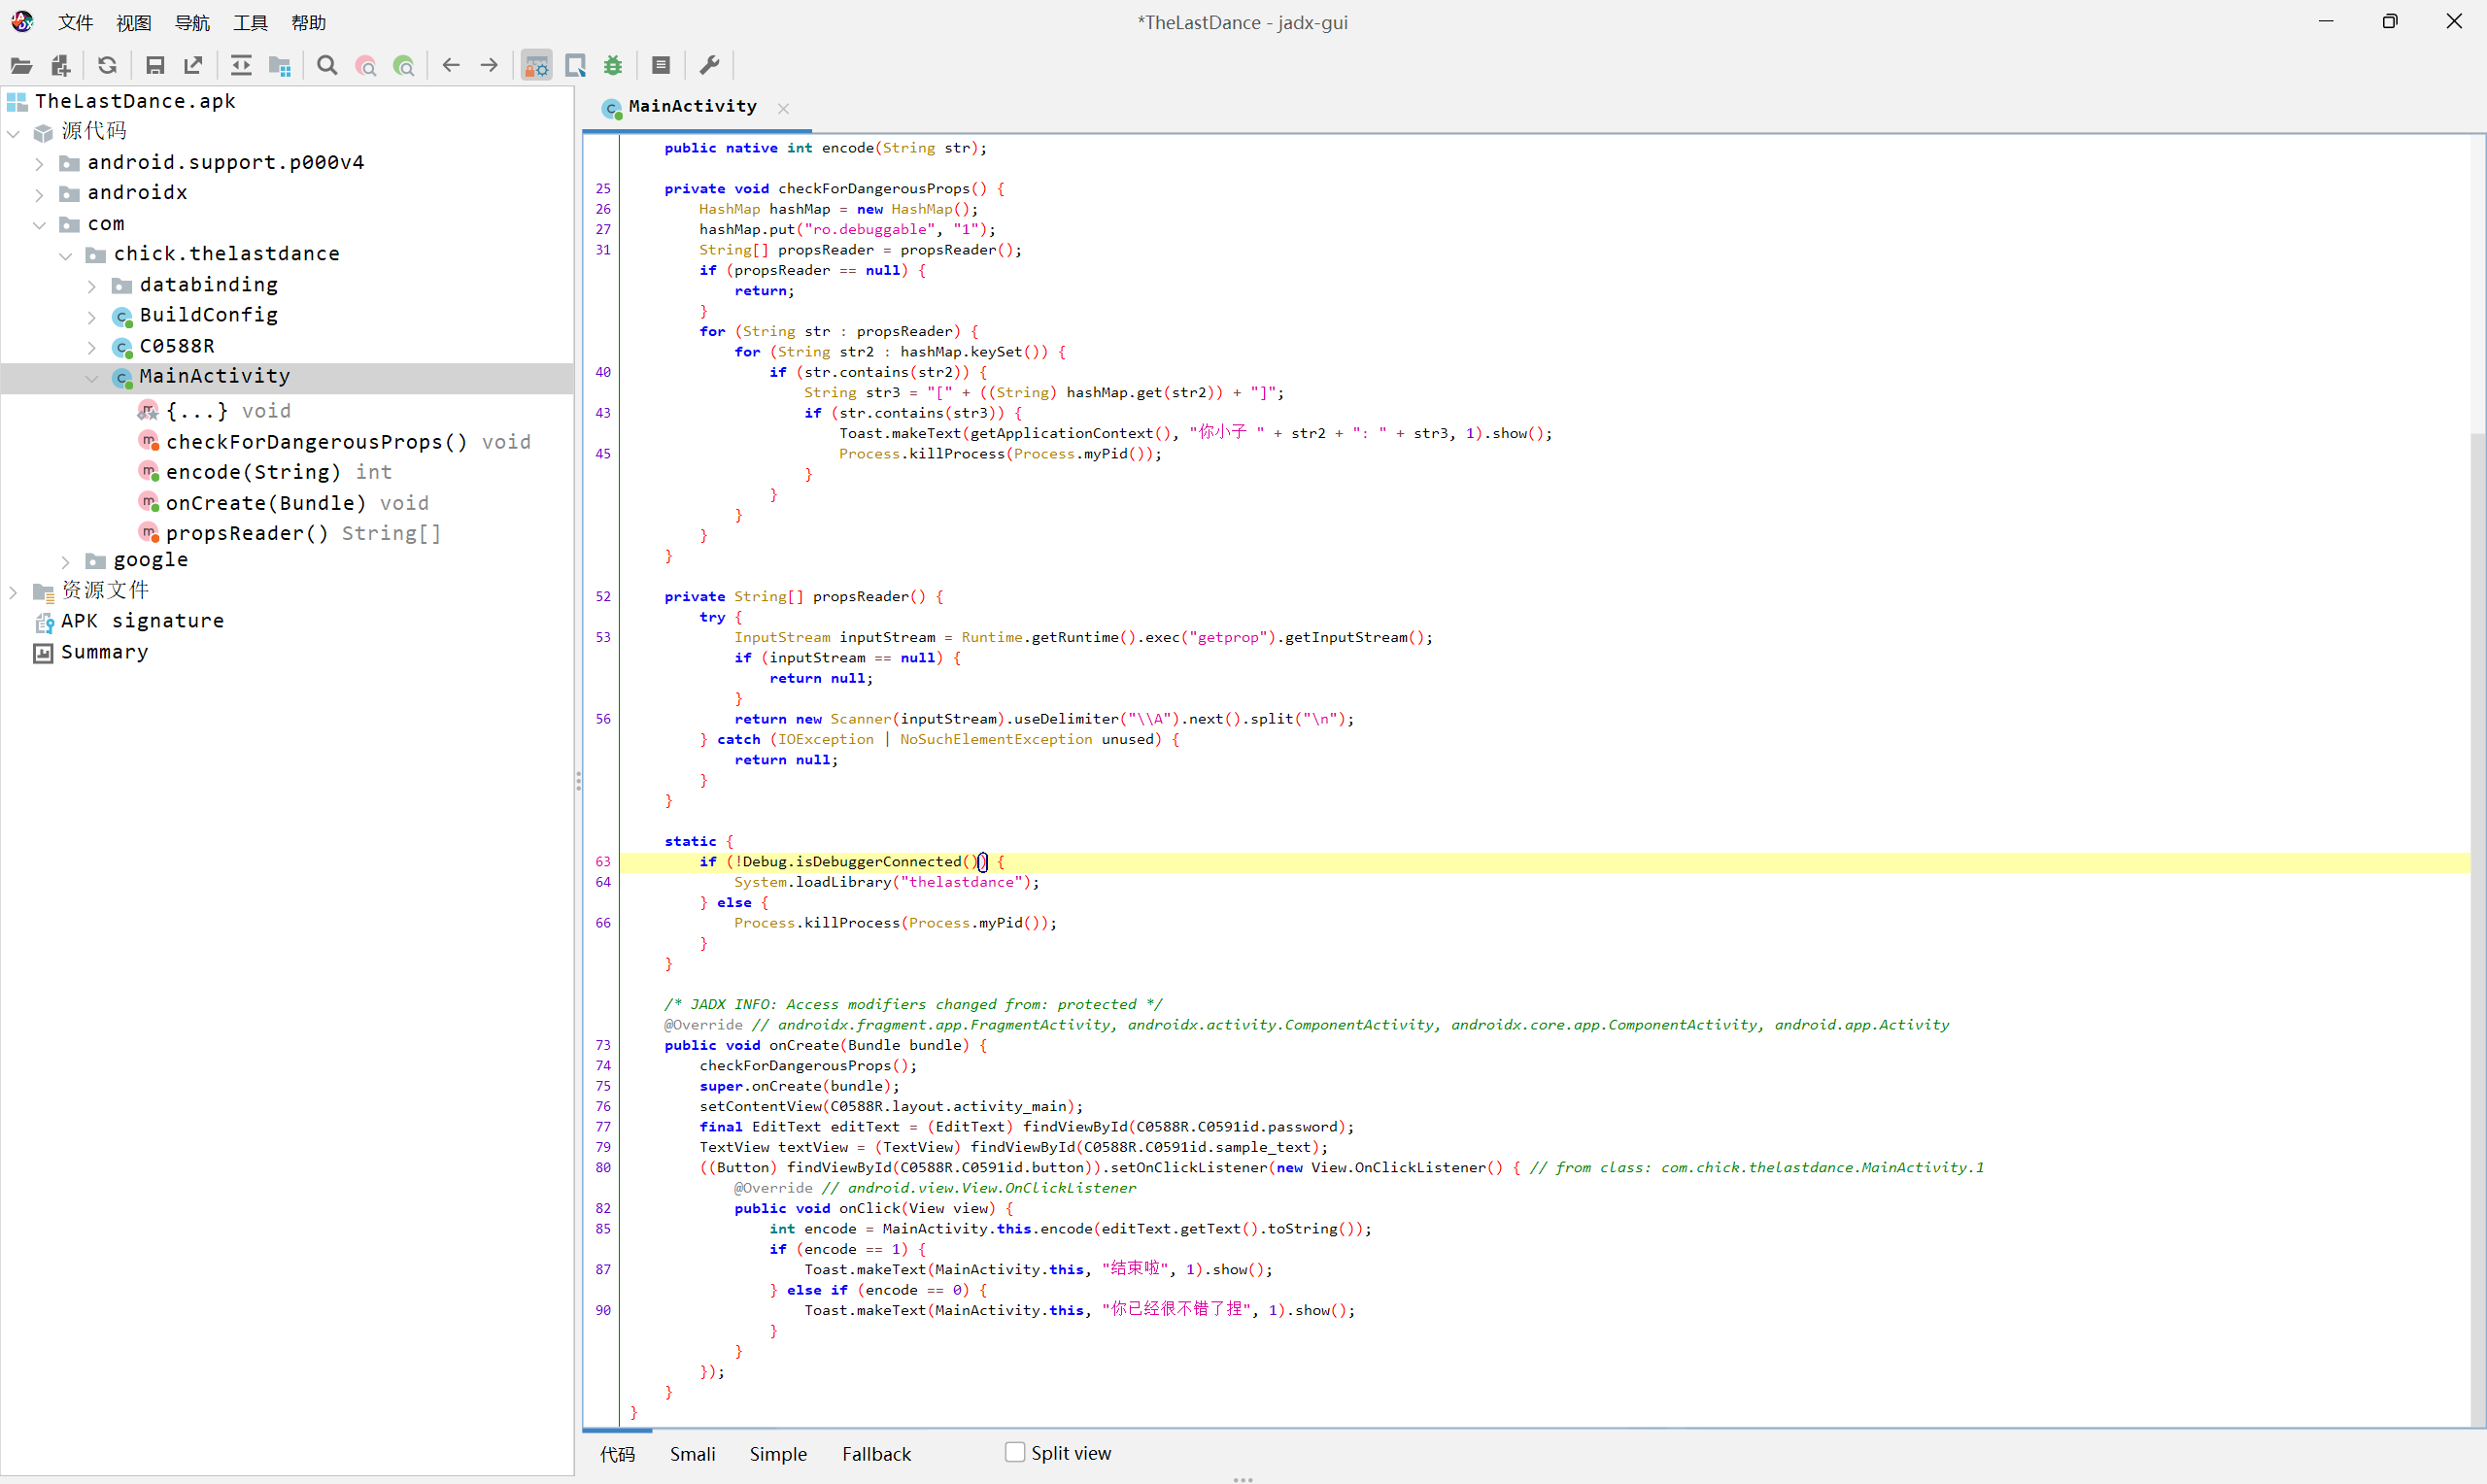 文件 视图 导航 工具 帮助
*TheLastDance - jadx-gui
TheLastDance.apk
源代码
android.support.p000v4
androidx
com
chick.thelastdance
databinding
BuildConfig
C0588R
MainActivity
{...} void
checkForDangerousProps() void
encode(String) int
onCreate(Bundle) void
propsReader() String[]
google
资源文件
APK signature
Summary
MainActivity
public native int encode(String str);
25 private void checkForDangerousProps() {
26 HashMap hashMap = new HashMap();
27 hashMap.put("ro.debuggable", "1");
31 String[] propsReader = propsReader();
if (propsReader == null) {
return;
}
for (String str : propsReader) {
for (String str2 : hashMap.keySet()) {
40 if (str.contains(str2)) {
String str3 = "[" + ((String) hashMap.get(str2)) + "]";
43 if (str.contains(str3)) {
Toast.makeText(getApplicationContext(), "你小子 " + str2 + ": " + str3, 1).show();
45 Process.killProcess(Process.myPid());
}
}
}
}
}
52 private String[] propsReader() {
try {
53 InputStream inputStream = Runtime.getRuntime().exec("getprop").getInputStream();
if (inputStream == null) {
return null;
}
56 return new Scanner(inputStream).useDelimiter("\\A").next().split("\n");
} catch (IOException | NoSuchElementException unused) {
return null;
}
}
static {
63 if (!Debug.isDebuggerConnected()) {
64 System.loadLibrary("thelastdance");
} else {
66 Process.killProcess(Process.myPid());
}
}
/* JADX INFO: Access modifiers changed from: protected */
@Override // androidx.fragment.app.FragmentActivity, androidx.activity.ComponentActivity, androidx.core.app.ComponentActivity, android.app.Activity
73 public void onCreate(Bundle bundle) {
74 checkForDangerousProps();
75 super.onCreate(bundle);
76 setContentView(C0588R.layout.activity_main);
77 final EditText editText = (EditText) findViewById(C0588R.C0591id.password);
79 TextView textView = (TextView) findViewById(C0588R.C0591id.sample_text);
80 ((Button) findViewById(C0588R.C0591id.button)).setOnClickListener(new View.OnClickListener() { // from class: com.chick.thelastdance.MainActivity.1
@Override // android.view.View.OnClickListener
82 public void onClick(View view) {
85 int encode = MainActivity.this.encode(editText.getText().toString());
if (encode == 1) {
87 Toast.makeText(MainActivity.this, "结束啦", 1).show();
} else if (encode == 0) {
90 Toast.makeText(MainActivity.this, "你已经很不错了捏", 1).show();
}
}
});
}
}
代码 Smali Simple Fallback Split view